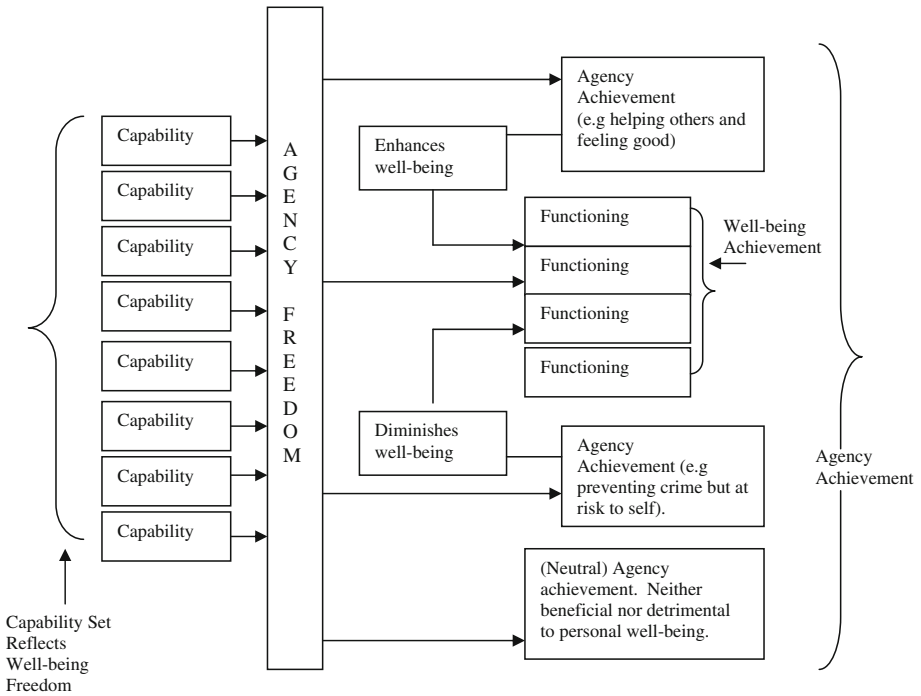 Capability
Capability
Capability
Capability
Capability
Capability
Capability
Capability
Capability Set
Reflects
Well-being
Freedom
AGENCY FREEDOM
Agency
Achievement
(e.g helping others and
feeling good)
Enhances
well-being
Functioning
Functioning
Functioning
Functioning
Well-being
Achievement
Diminishes
well-being
Agency
Achievement (e.g
preventing crime but at
risk to self).
(Neutral) Agency
achievement. Neither
beneficial nor detrimental
to personal well-being.
Agency
Achievement